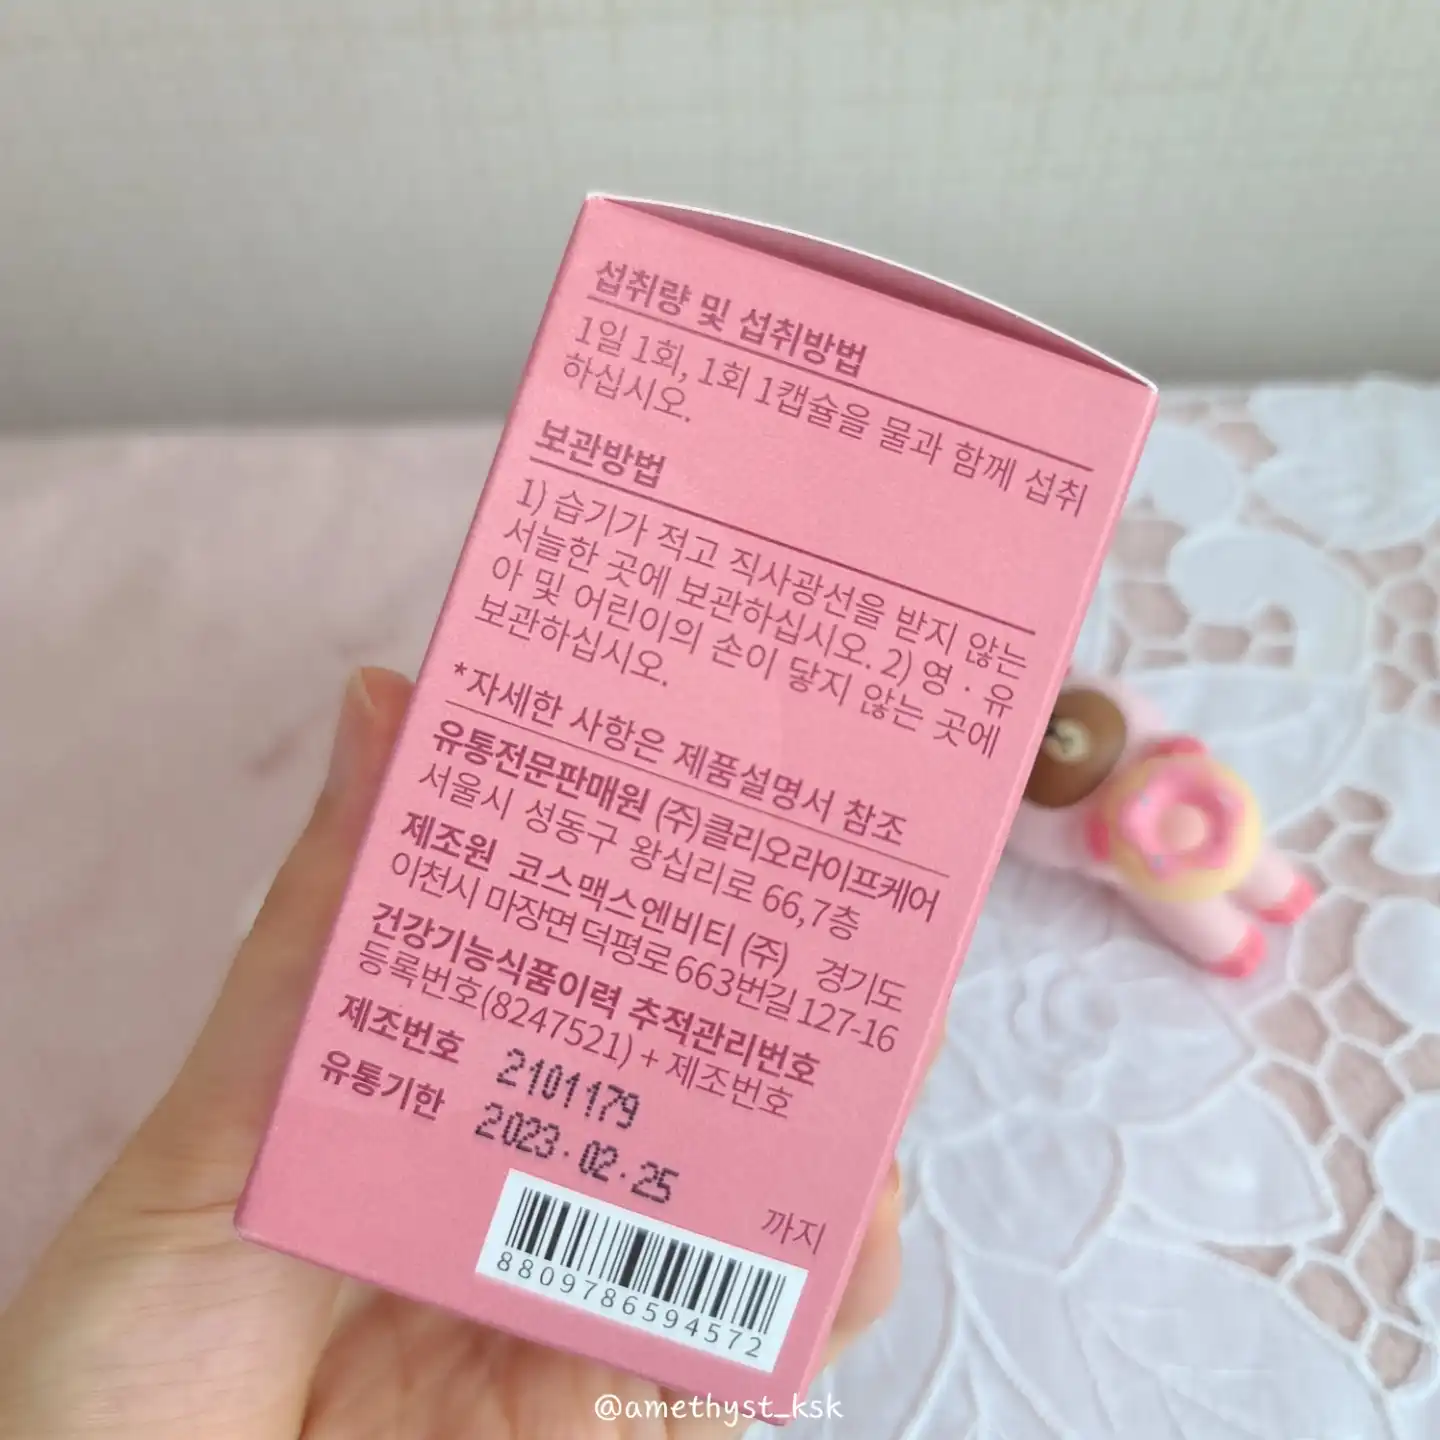 섭취량 및 섭취방법
1일 1회, 1회 1캡슐을 물과 함께 섭취
하십시오.
보관방법
1) 습기가 적고 직사광선을 받지 않는
서늘한 곳에 보관하십시오. 2) 영 · 유
아 및 어린이의 손이 닿지 않는 곳에
보관하십시오.
*자세한 사항은 제품설명서 참조
유통전문판매원 (주)클리오라이프케어
서울시 성동구 왕십리로 66,7층
제조원 코스맥스엔비티 (주) 경기도
이천시 마장면 덕평로 663번길 127-16
건강기능식품이력 추적관리번호
등록번호(8247521) + 제조번호
제조번호 2101179
유통기한 2023.02.25 까지
8809786594572
@amethyst_ksk